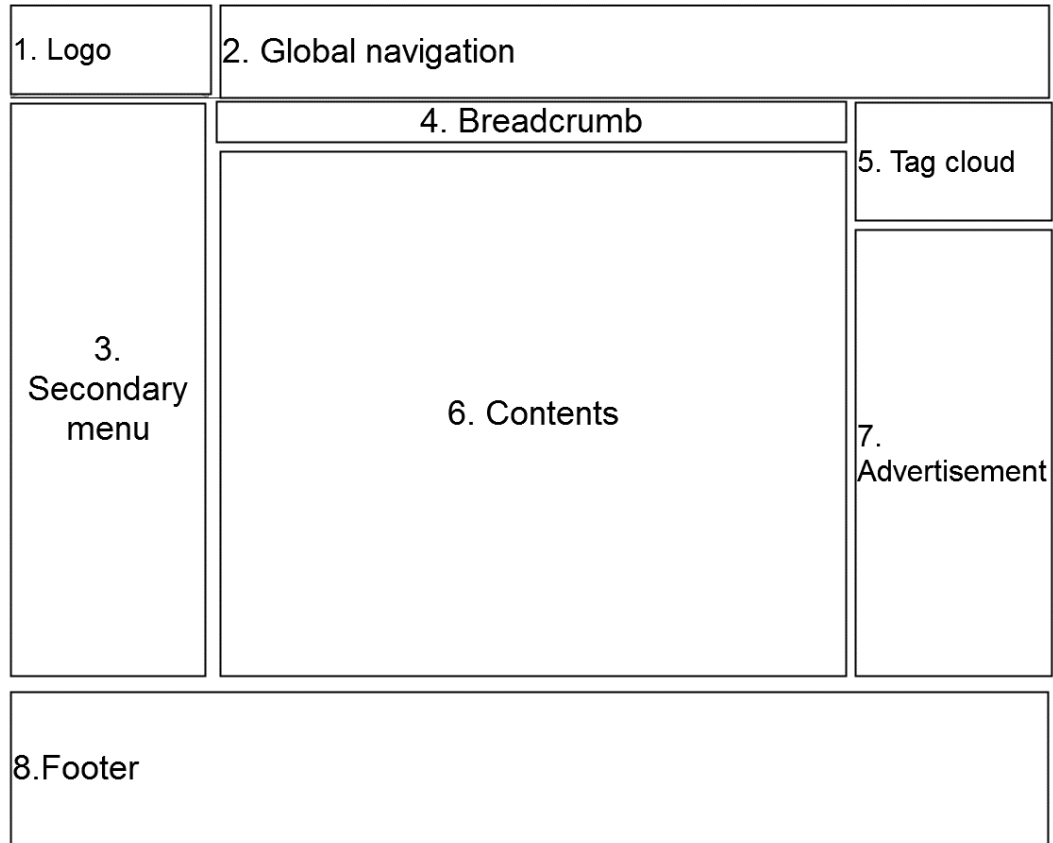 1. Logo
2. Global navigation
4. Breadcrumb
5. Tag cloud
3.
Secondary
menu
6. Contents
7.
Advertisement
8.Footer